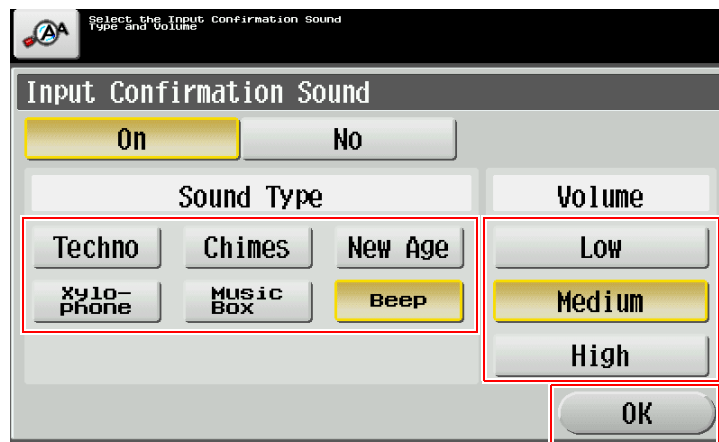 Select the Input Confirmation Sound
Type and Volume
Input Confirmation Sound
On
No
Sound Type
Volume
Techno
Chimes
New Age
Low
Xylo-
phone
Music
Box
Beep
Medium
High
OK